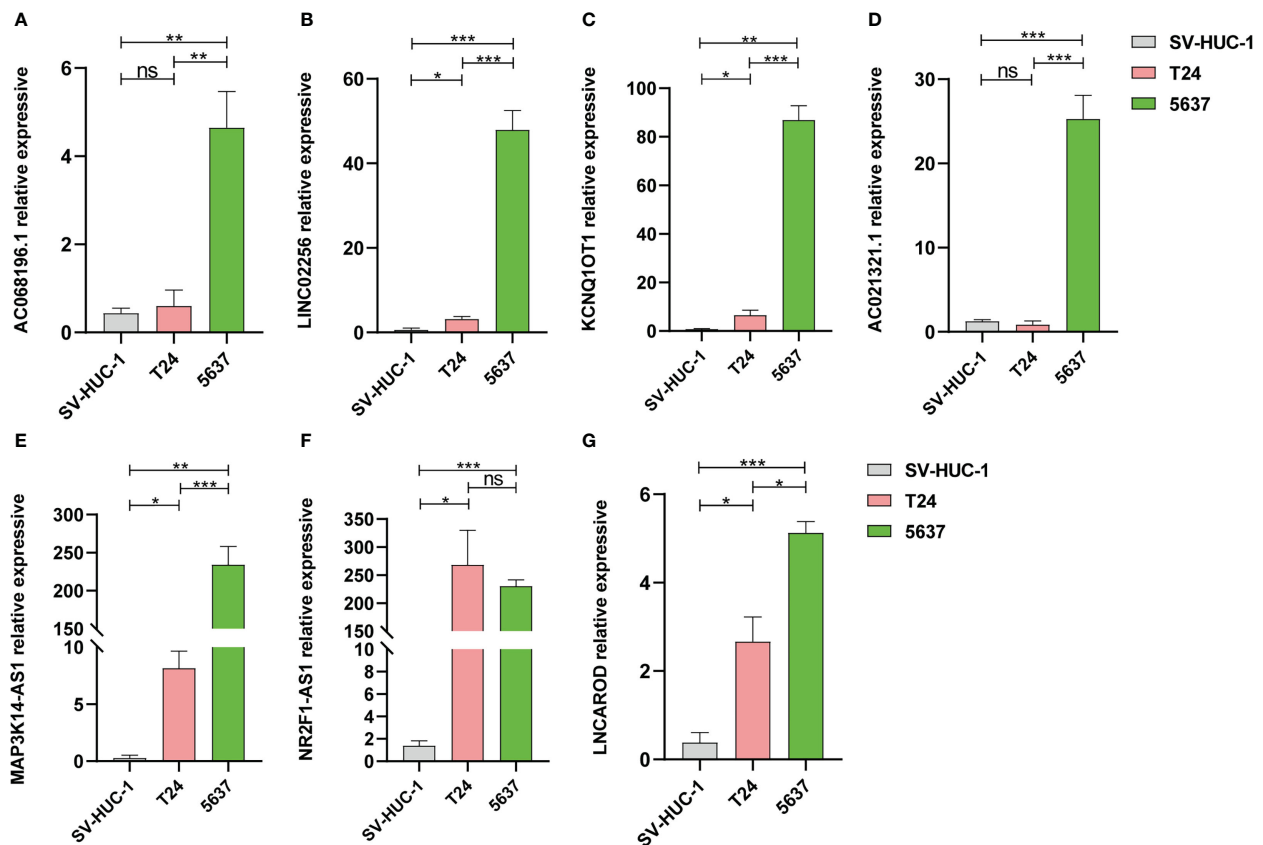 A
AC068196.1 relative expressive
**
**
ns
6
4
2
0
SV-HUC-1
T24
5637
B
LINC02256 relative expressive
***
***
*
60
40
20
0
SV-HUC-1
T24
5637
C
KCNQ1OT1 relative expressive
**
***
*
100
80
60
40
20
0
SV-HUC-1
T24
5637
D
AC021321.1 relative expressive
***
***
ns
30
20
10
0
SV-HUC-1
T24
5637
SV-HUC-1
T24
5637
E
MAP3K14-AS1 relative expressive
**
***
*
300
250
200
150
10
5
0
SV-HUC-1
T24
5637
F
NR2F1-AS1 relative expressive
***
ns
*
350
300
250
200
150
10
8
6
4
2
0
SV-HUC-1
T24
5637
G
LNCAROD relative expressive
***
*
*
6
4
2
0
SV-HUC-1
T24
5637
SV-HUC-1
T24
5637